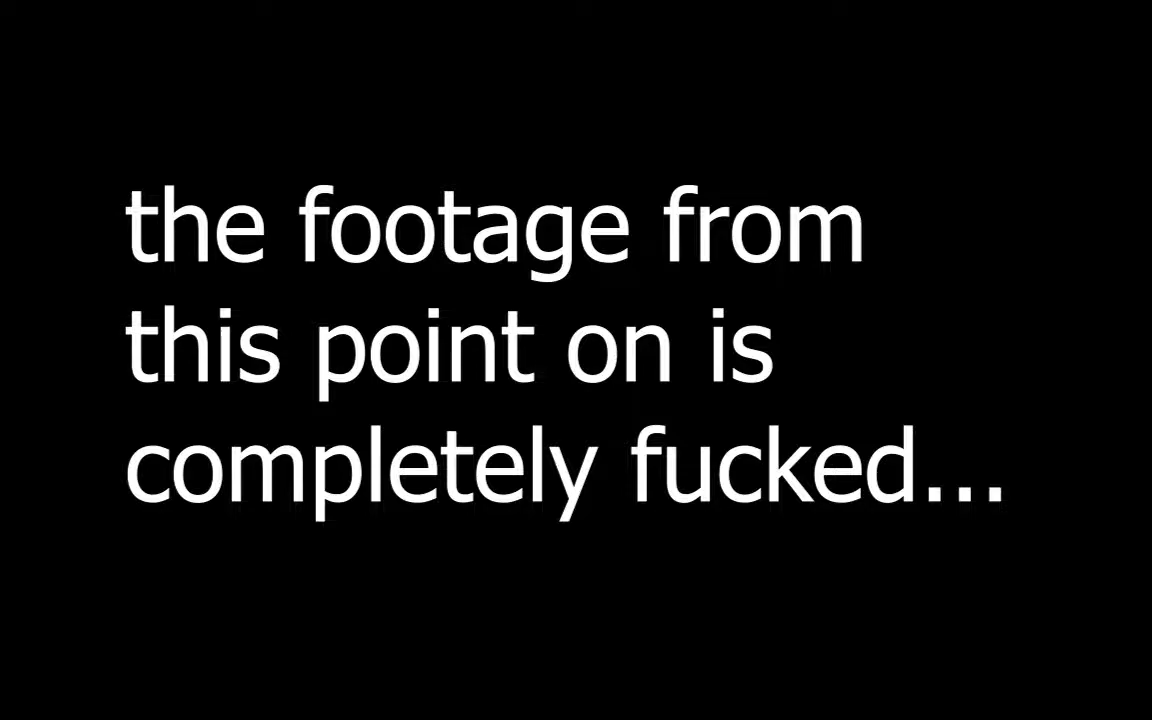 the footage from
this point on is
completely fucked...